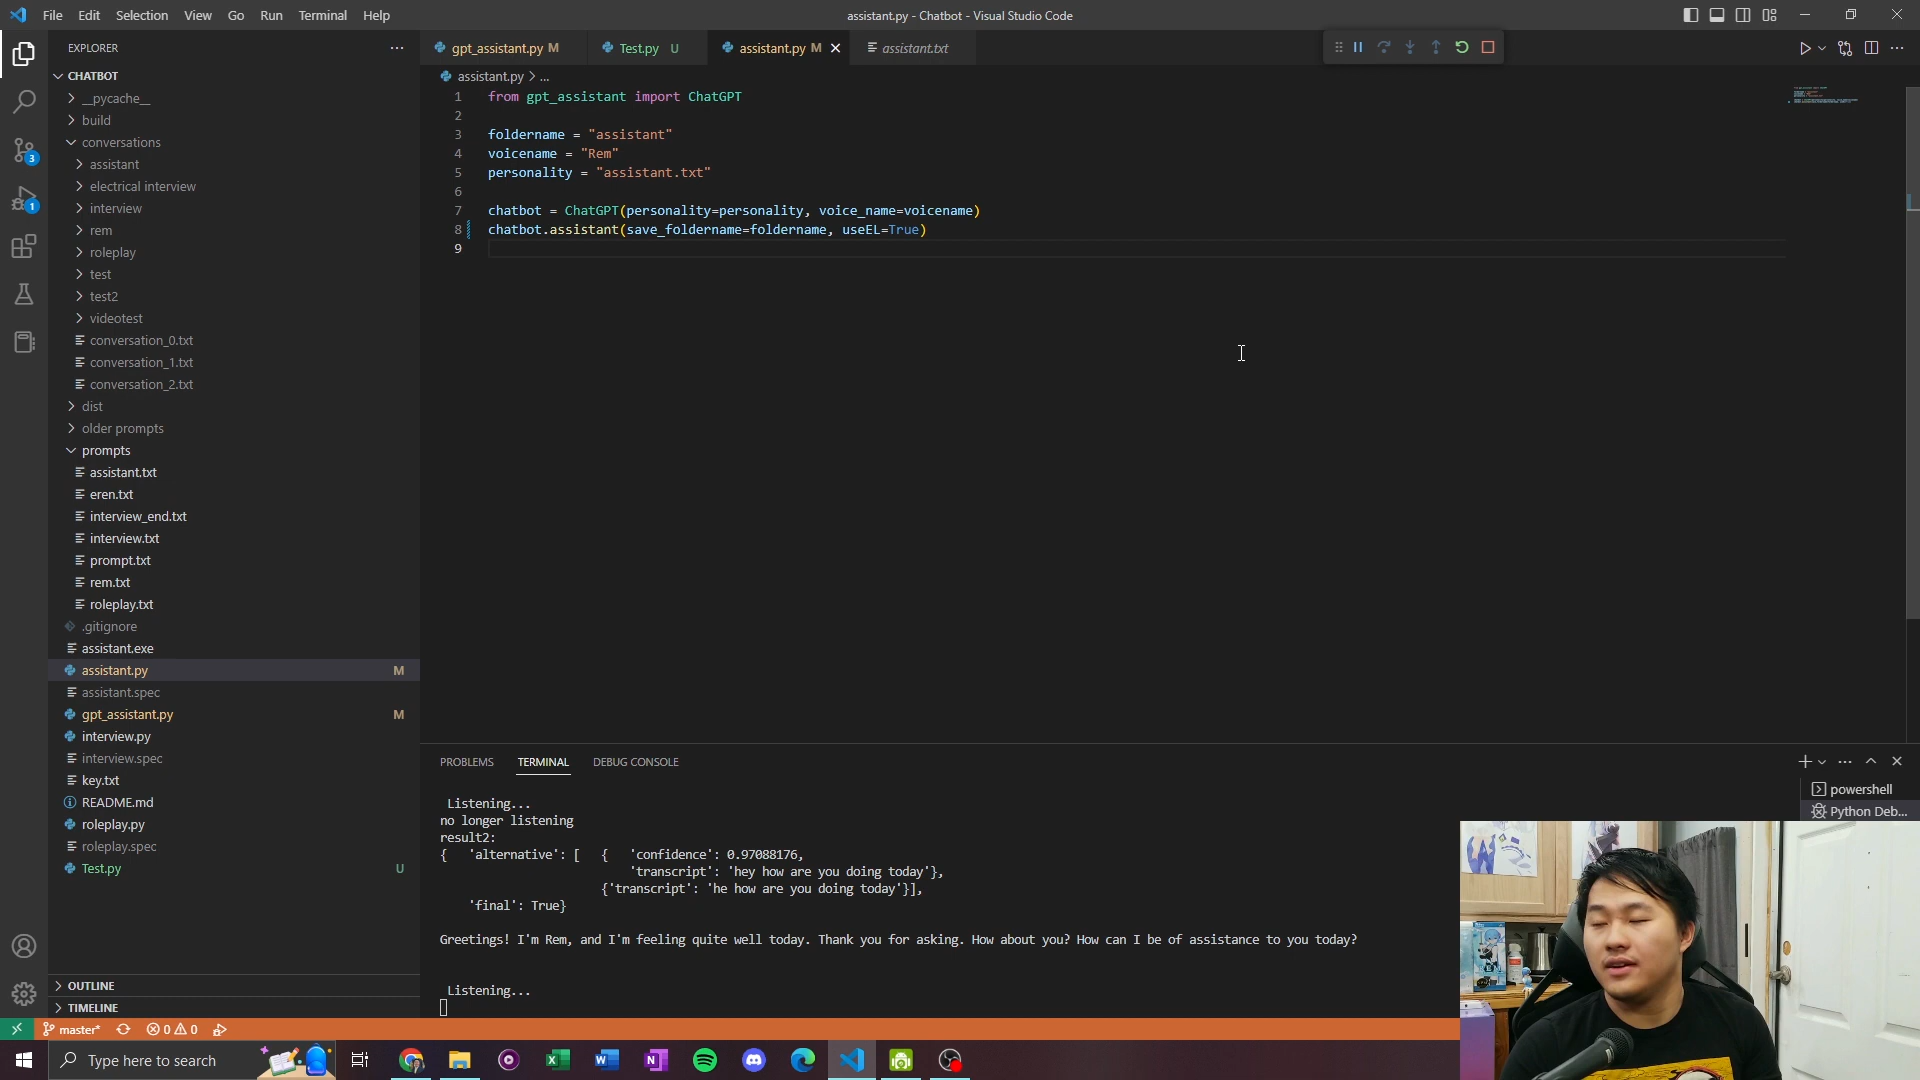 File Edit Selection View Go Run Terminal Help
assistant.py - Chatbot - Visual Studio Code
EXPLORER
CHATBOT
__pycache__
build
conversations
assistant
electrical interview
interview
rem
roleplay
test
test2
videotest
conversation_0.txt
conversation_1.txt
conversation_2.txt
dist
older prompts
prompts
assistant.txt
eren.txt
interview_end.txt
interview.txt
prompt.txt
rem.txt
roleplay.txt
.gitignore
assistant.exe
assistant.py M
assistant.spec
gpt_assistant.py M
interview.py
interview.spec
key.txt
README.md
roleplay.py
roleplay.spec
Test.py U
OUTLINE
TIMELINE
3
1
gpt_assistant.py M Test.py U assistant.py M assistant.txt
assistant.py > ...
1 from gpt_assistant import ChatGPT
2
3 foldername = "assistant"
4 voicename = "Rem"
5 personality = "assistant.txt"
6
7 chatbot = ChatGPT(personality=personality, voice_name=voicename)
8 chatbot.assistant(save_foldername=foldername, useEL=True)
9
PROBLEMS TERMINAL DEBUG CONSOLE
Listening...
no longer listening
result2:
{ 'alternative': [ { 'confidence': 0.97088176,
'transcript': 'hey how are you doing today'},
{'transcript': 'he how are you doing today'}],
'final': True}
Greetings! I'm Rem, and I'm feeling quite well today. Thank you for asking. How about you? How can I be of assistance to you today?
Listening...
powershell
Python Deb...
master* 0 0
Type here to search